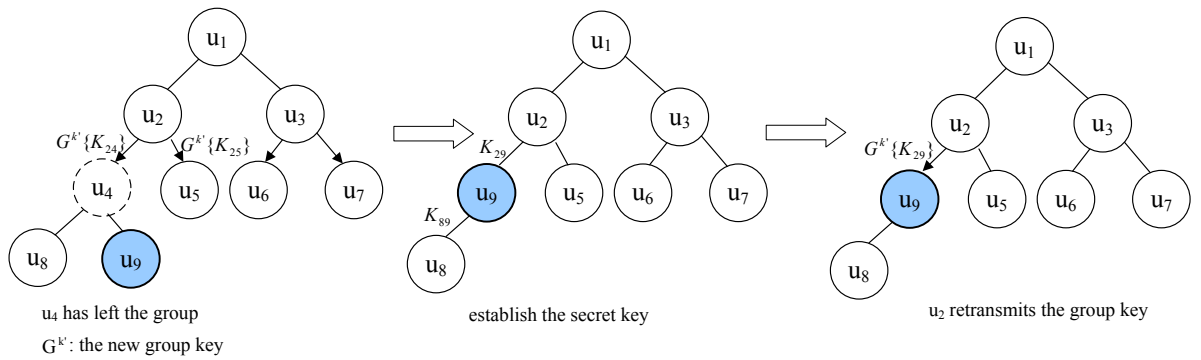 u₁
u₂ u₃
G^{k'}{K₂₄} G^{k'}{K₂₅}
u₄ u₅ u₆ u₇
u₈ u₉
u₄ has left the group
G^{k'}: the new group key
u₁
u₂ u₃
K₂₉
u₉ u₅ u₆ u₇
K₈₉
u₈
establish the secret key
u₁
u₂ u₃
G^{k'}{K₂₉}
u₉ u₅ u₆ u₇
u₈
u₂ retransmits the group key